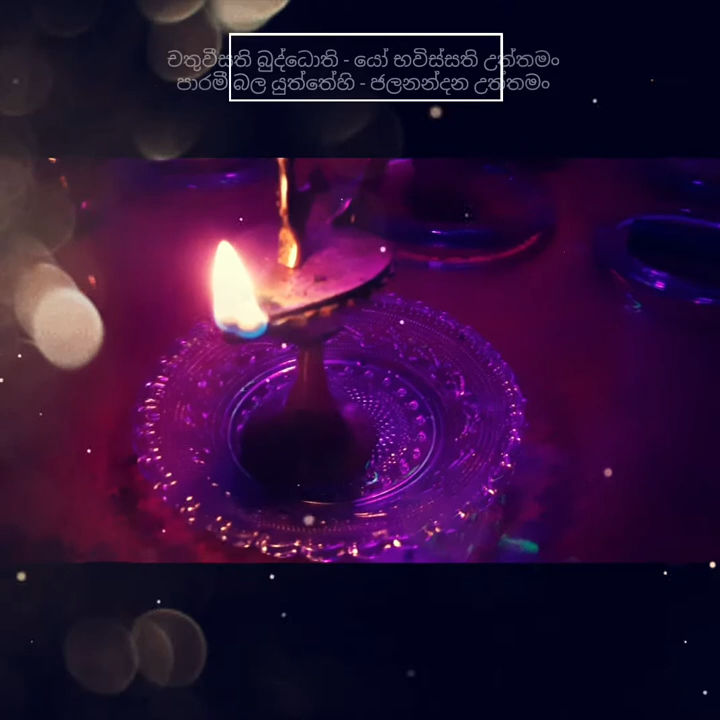 චතුවීසති බුද්ධොති - යෝ භවිස්සති උත්තමං
පාරමී බල යුත්තේහි - ජලනන්දන උත්තමං